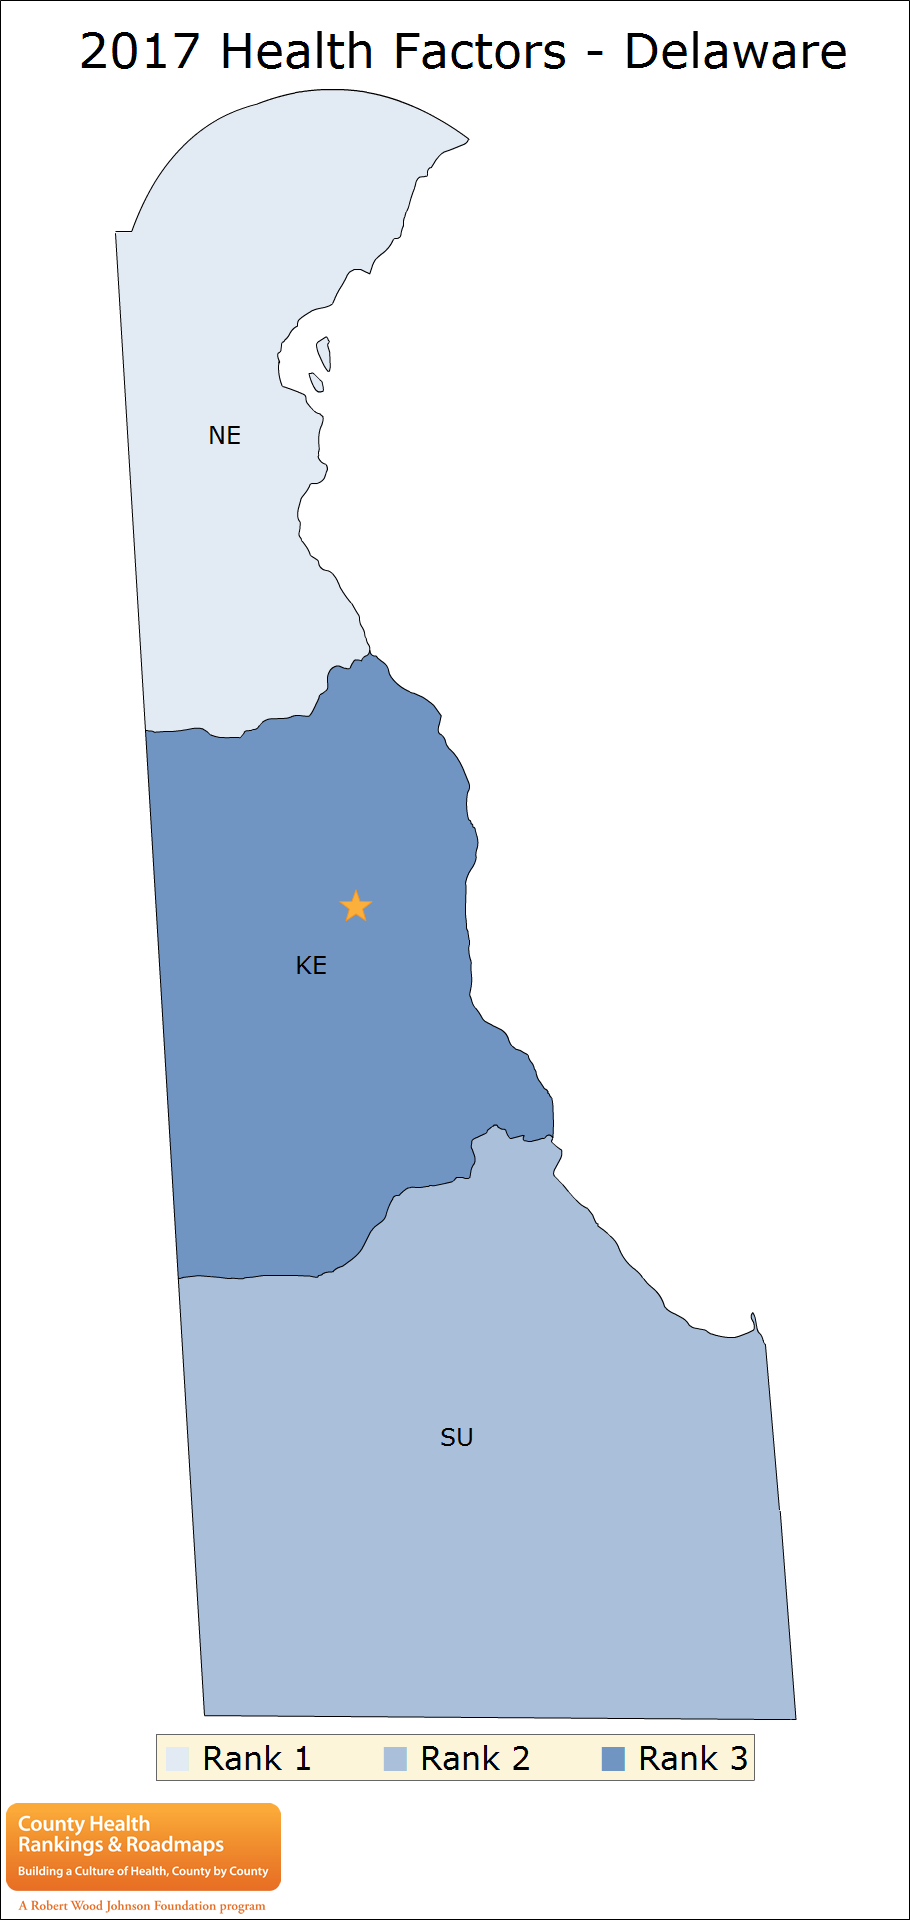 2017 Health Factors - Delaware
NE
KE
SU
Rank 1 Rank 2 Rank 3
County Health
Rankings & Roadmaps
Building a Culture of Health, County by County
A Robert Wood Johnson Foundation program